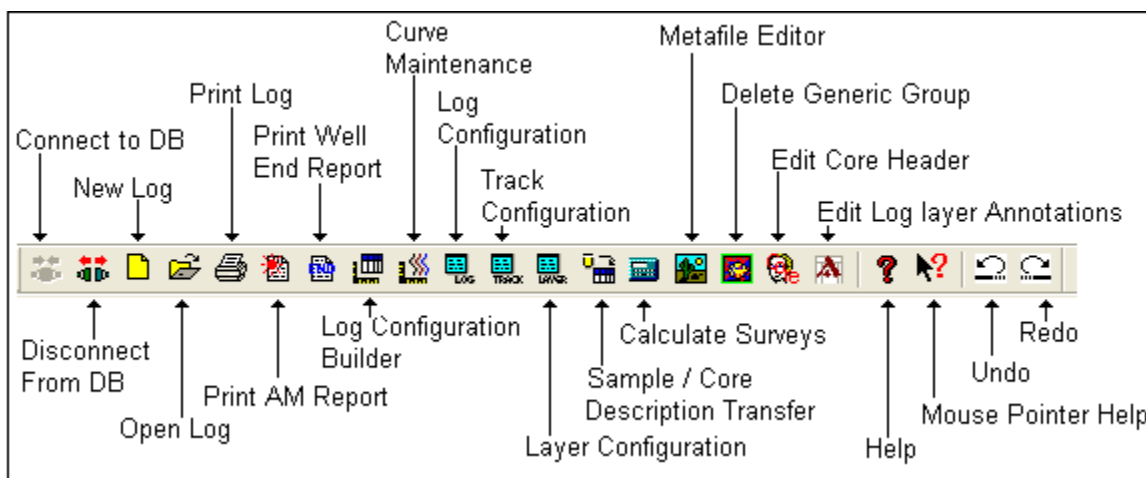 Curve
Maintenance
Metafile Editor
Print Log
Log
Configuration
Delete Generic Group
Connect to DB
Print Well
End Report
Edit Core Header
New Log
Track
Configuration
Edit Log layer Annotations
END
LOG
TRACK
LAYER
Disconnect
From DB
Log Configuration
Builder
Calculate Surveys
Redo
Print AM Report
Sample / Core
Description Transfer
Undo
Open Log
Mouse Pointer Help
Layer Configuration
Help